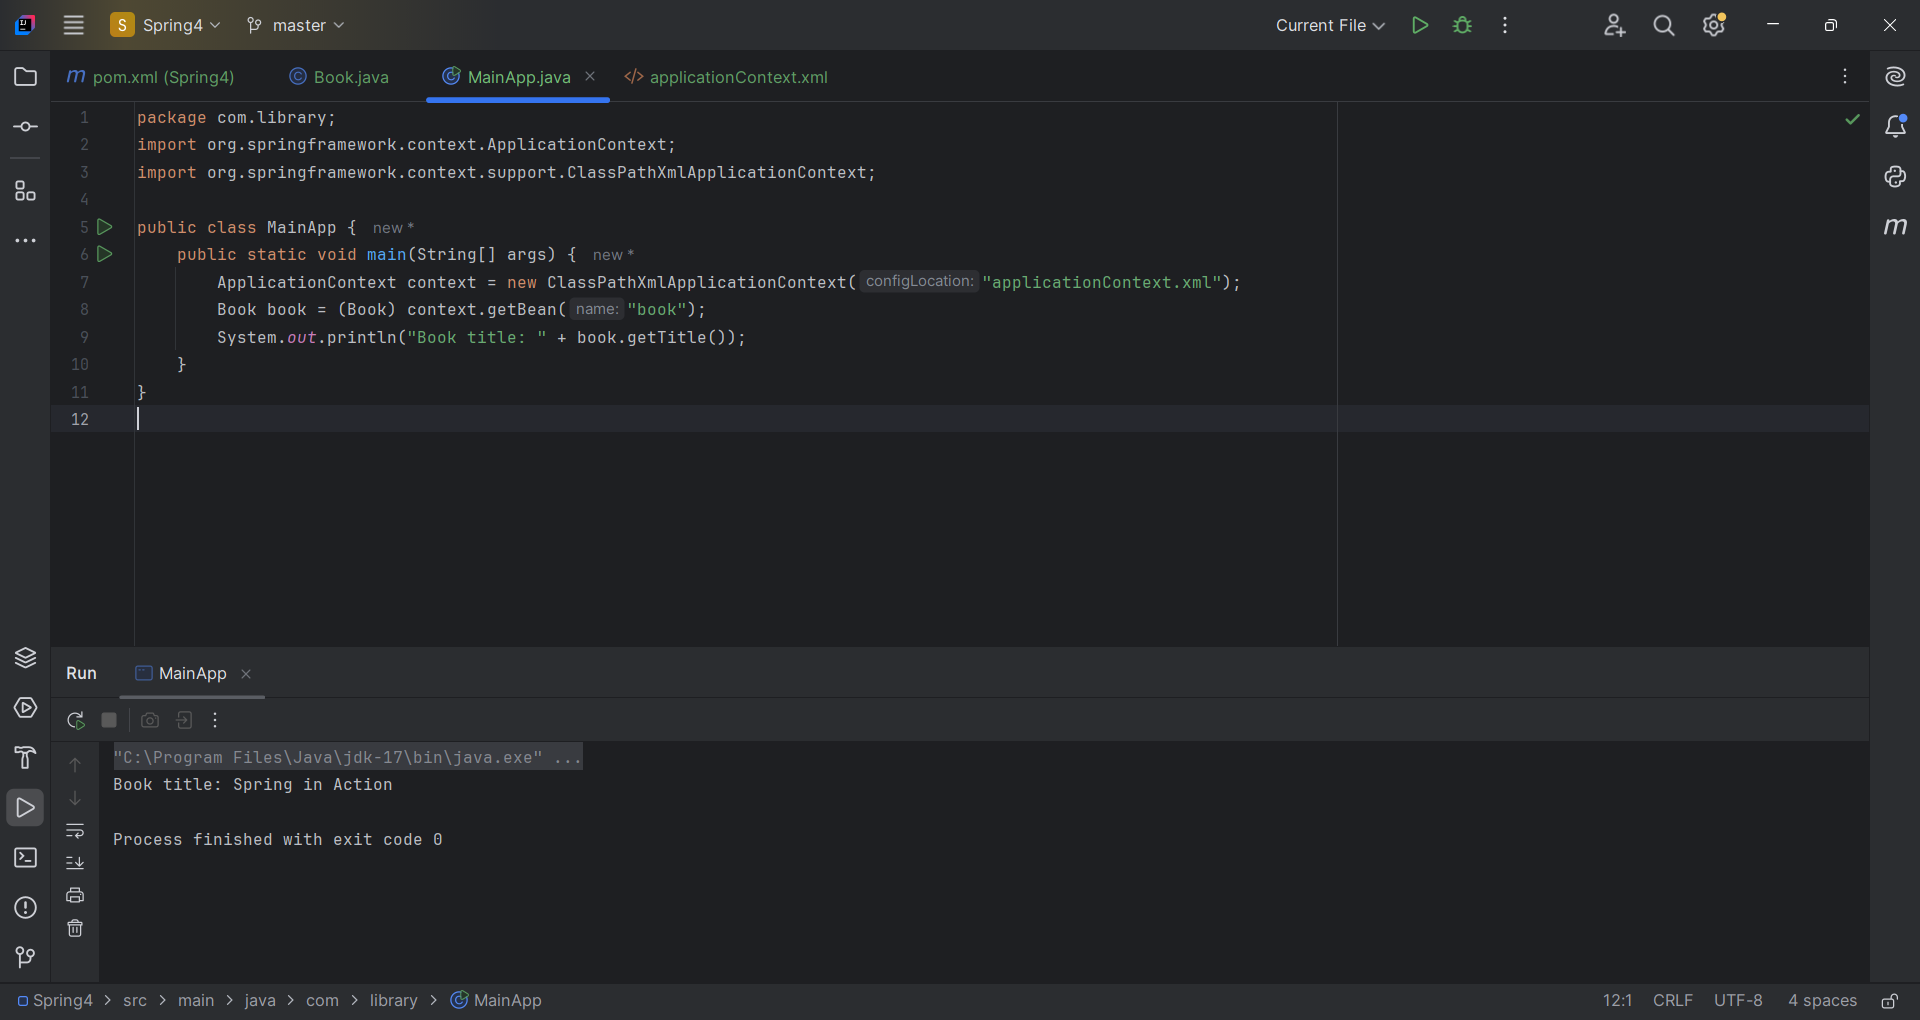 S Spring4 master Current File
m pom.xml (Spring4) Book.java MainApp.java applicationContext.xml
1 package com.library;
2 import org.springframework.context.ApplicationContext;
3 import org.springframework.context.support.ClassPathXmlApplicationContext;
4
5 public class MainApp { new *
6 public static void main(String[] args) { new *
7 ApplicationContext context = new ClassPathXmlApplicationContext( configLocation: "applicationContext.xml");
8 Book book = (Book) context.getBean( name: "book");
9 System.out.println("Book title: " + book.getTitle());
10 }
11 }
12
Run MainApp
"C:\Program Files\Java\jdk-17\bin\java.exe" ...
Book title: Spring in Action
Process finished with exit code 0
Spring4 > src > main > java > com > library > MainApp 12:1 CRLF UTF-8 4 spaces